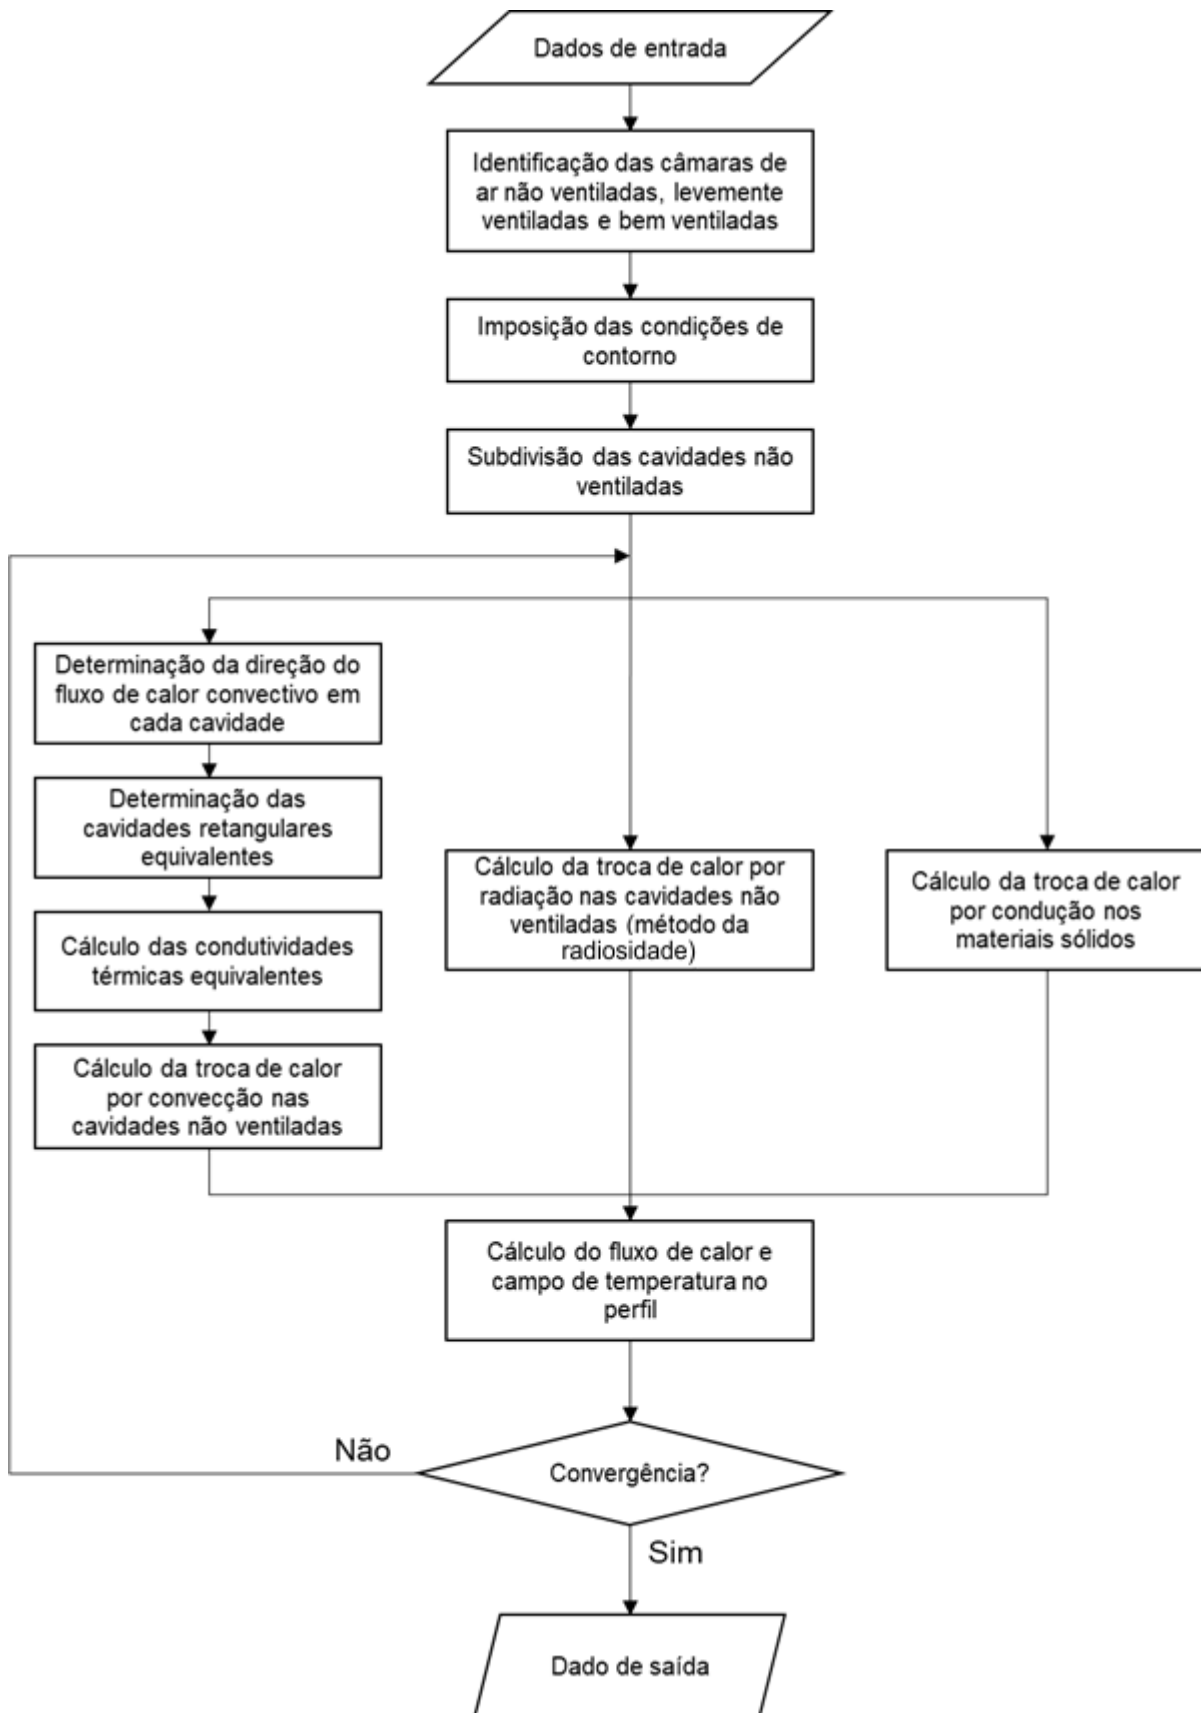 Dados de entrada
Identificação das câmaras de
ar não ventiladas, levemente
ventiladas e bem ventiladas
Imposição das condições de
contorno
Subdivisão das cavidades não
ventiladas
Determinação da direção do
fluxo de calor convectivo em
cada cavidade
Determinação das
cavidades retangulares
equivalentes
Cálculo das condutividades
térmicas equivalentes
Cálculo da troca de calor
por convecção nas
cavidades não ventiladas
Cálculo da troca de calor por
radiação nas cavidades não
ventiladas (método da
radiosidade)
Cálculo da troca de calor
por condução nos
materiais sólidos
Cálculo do fluxo de calor e
campo de temperatura no
perfil
Convergência?
Não
Sim
Dado de saída